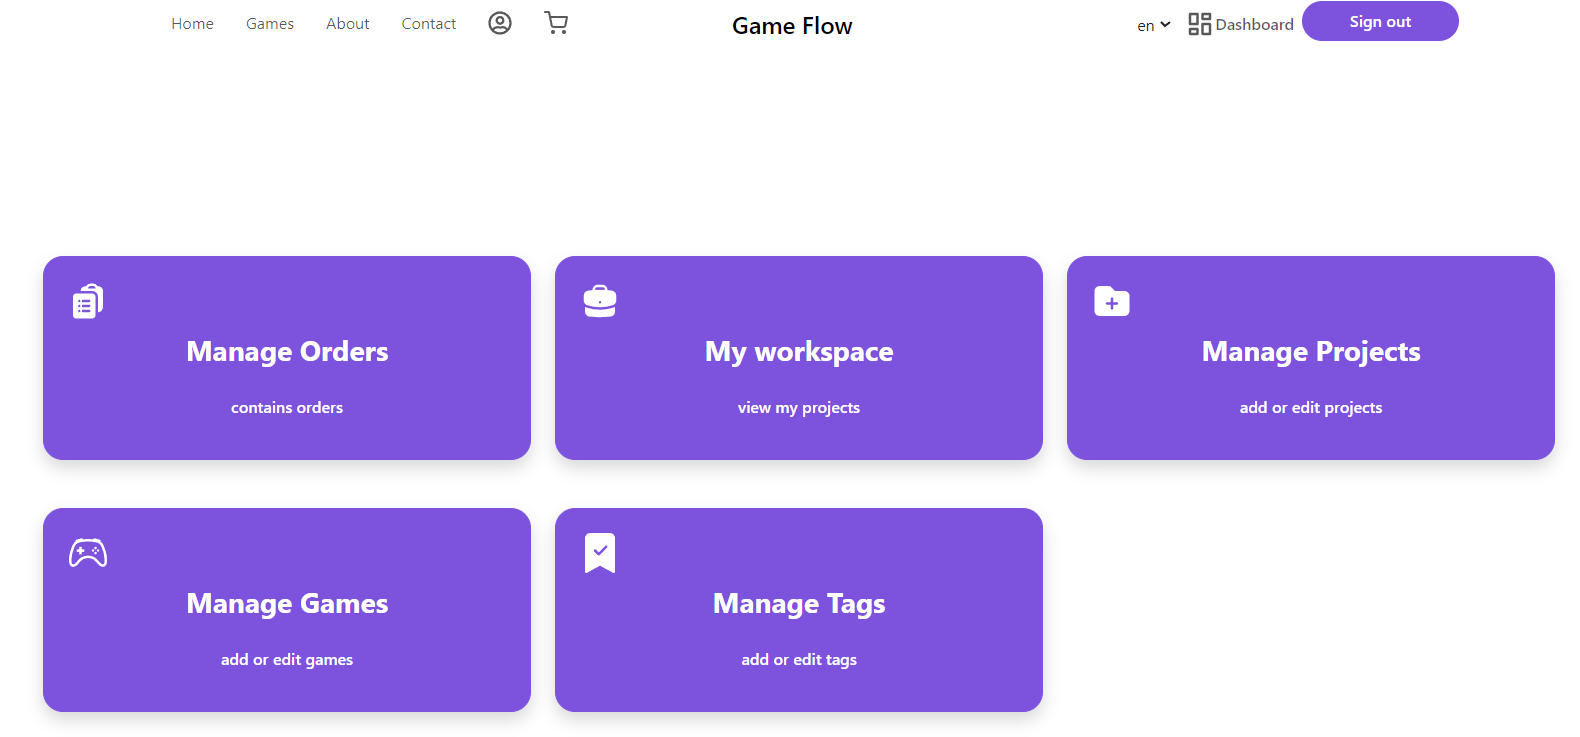 Home Games About Contact Game Flow en Dashboard Sign out
Manage Orders
contains orders
My workspace
view my projects
Manage Projects
add or edit projects
Manage Games
add or edit games
Manage Tags
add or edit tags